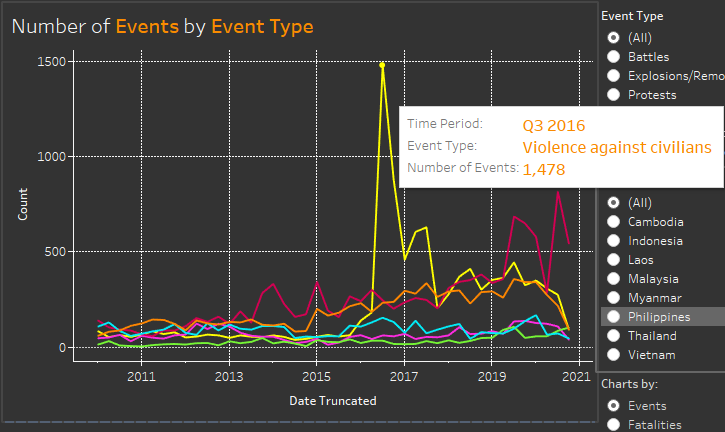 Number of Events by Event Type
1500
1000
500
0
Count
2011
2013
2015
2017
2019
2021
Date Truncated
Time Period: Q3 2016
Event Type: Violence against civilians
Number of Events: 1,478
Event Type
(All)
Battles
Explosions/Remo
Protests
(All)
Cambodia
Indonesia
Laos
Malaysia
Myanmar
Philippines
Thailand
Vietnam
Charts by:
Events
Fatalities